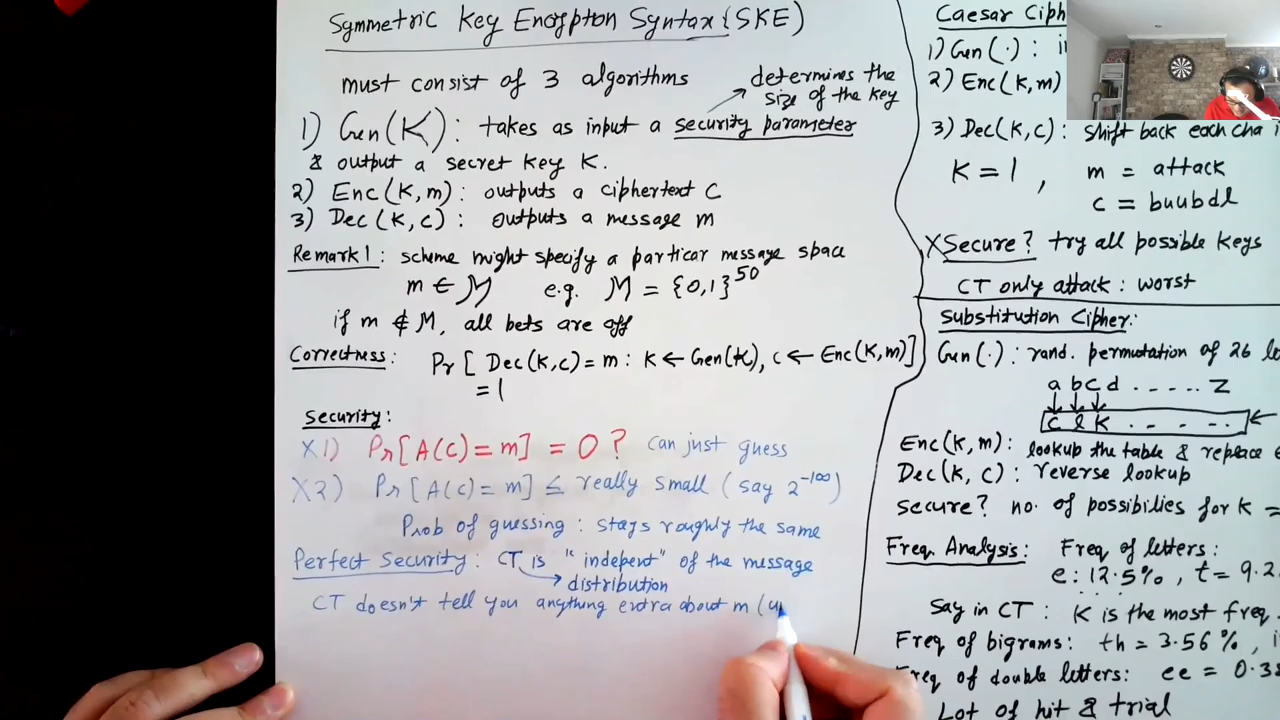 Symmetric Key Encryption Syntax (SKE)
must consist of 3 algorithms
determines the
size of the key
1) Gen(K): takes as input a security parameter
& output a secret key K.
2) Enc(K,m): outputs a ciphertext C
3) Dec(K,c): outputs a message m
Remark 1: scheme might specify a particar message space
m ∈ M e.g. M = {0,1}^50
if m ∉ M, all bets are off
Correctness: Pr[Dec(K,c)=m: K ← Gen(K), c ← Enc(K,m)]
= 1
Security:
X1) Pr[A(C)=m] = 0? can just guess
X2) Pr[A(C)=m] ≤ really small (say 2^-100)
Prob of guessing: stays roughly the same
Perfect Security: CT is "indepent" of the message
distribution
CT doesn't tell you anything extra about m (
Caesar Ciph
1) Gen(·):
2) Enc(K,m)
3) Dec(K,c): shift back each cha
K = 1, m = attack
c = buubdl
X Secure? try all possible keys
CT only attack: worst
Substitution Cipher:
Gen(·): rand. permutation of 26
a b c d ------ z
c l k -----
Enc(K,m): lookup the table & replace
Dec(K,C): reverse lookup
secure? no. of possibilies for K =
Freq. Analysis: Freq of letters:
e: 12.5%, t = 9.2
Say in CT: K is the most freq.
Freq of bigrams: th = 3.56%,
Freq of double letters: ee = 0.38
Lot of hit & trial